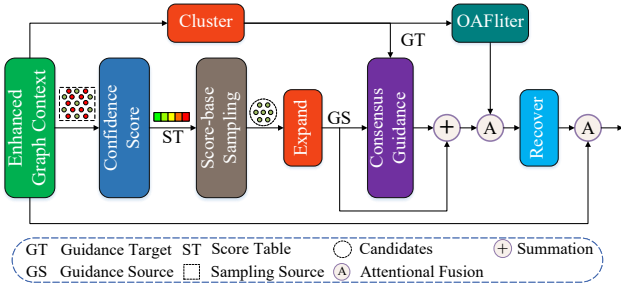 Cluster
OAFliter
GT
Enhanced
Graph Context
Confidence
Score
ST
Score-base
Sampling
Expand
GS
Consensus
Guidance
+
A
Recover
A
GT Guidance Target ST Score Table Candidates + Summation
GS Guidance Source Sampling Source A Attentional Fusion